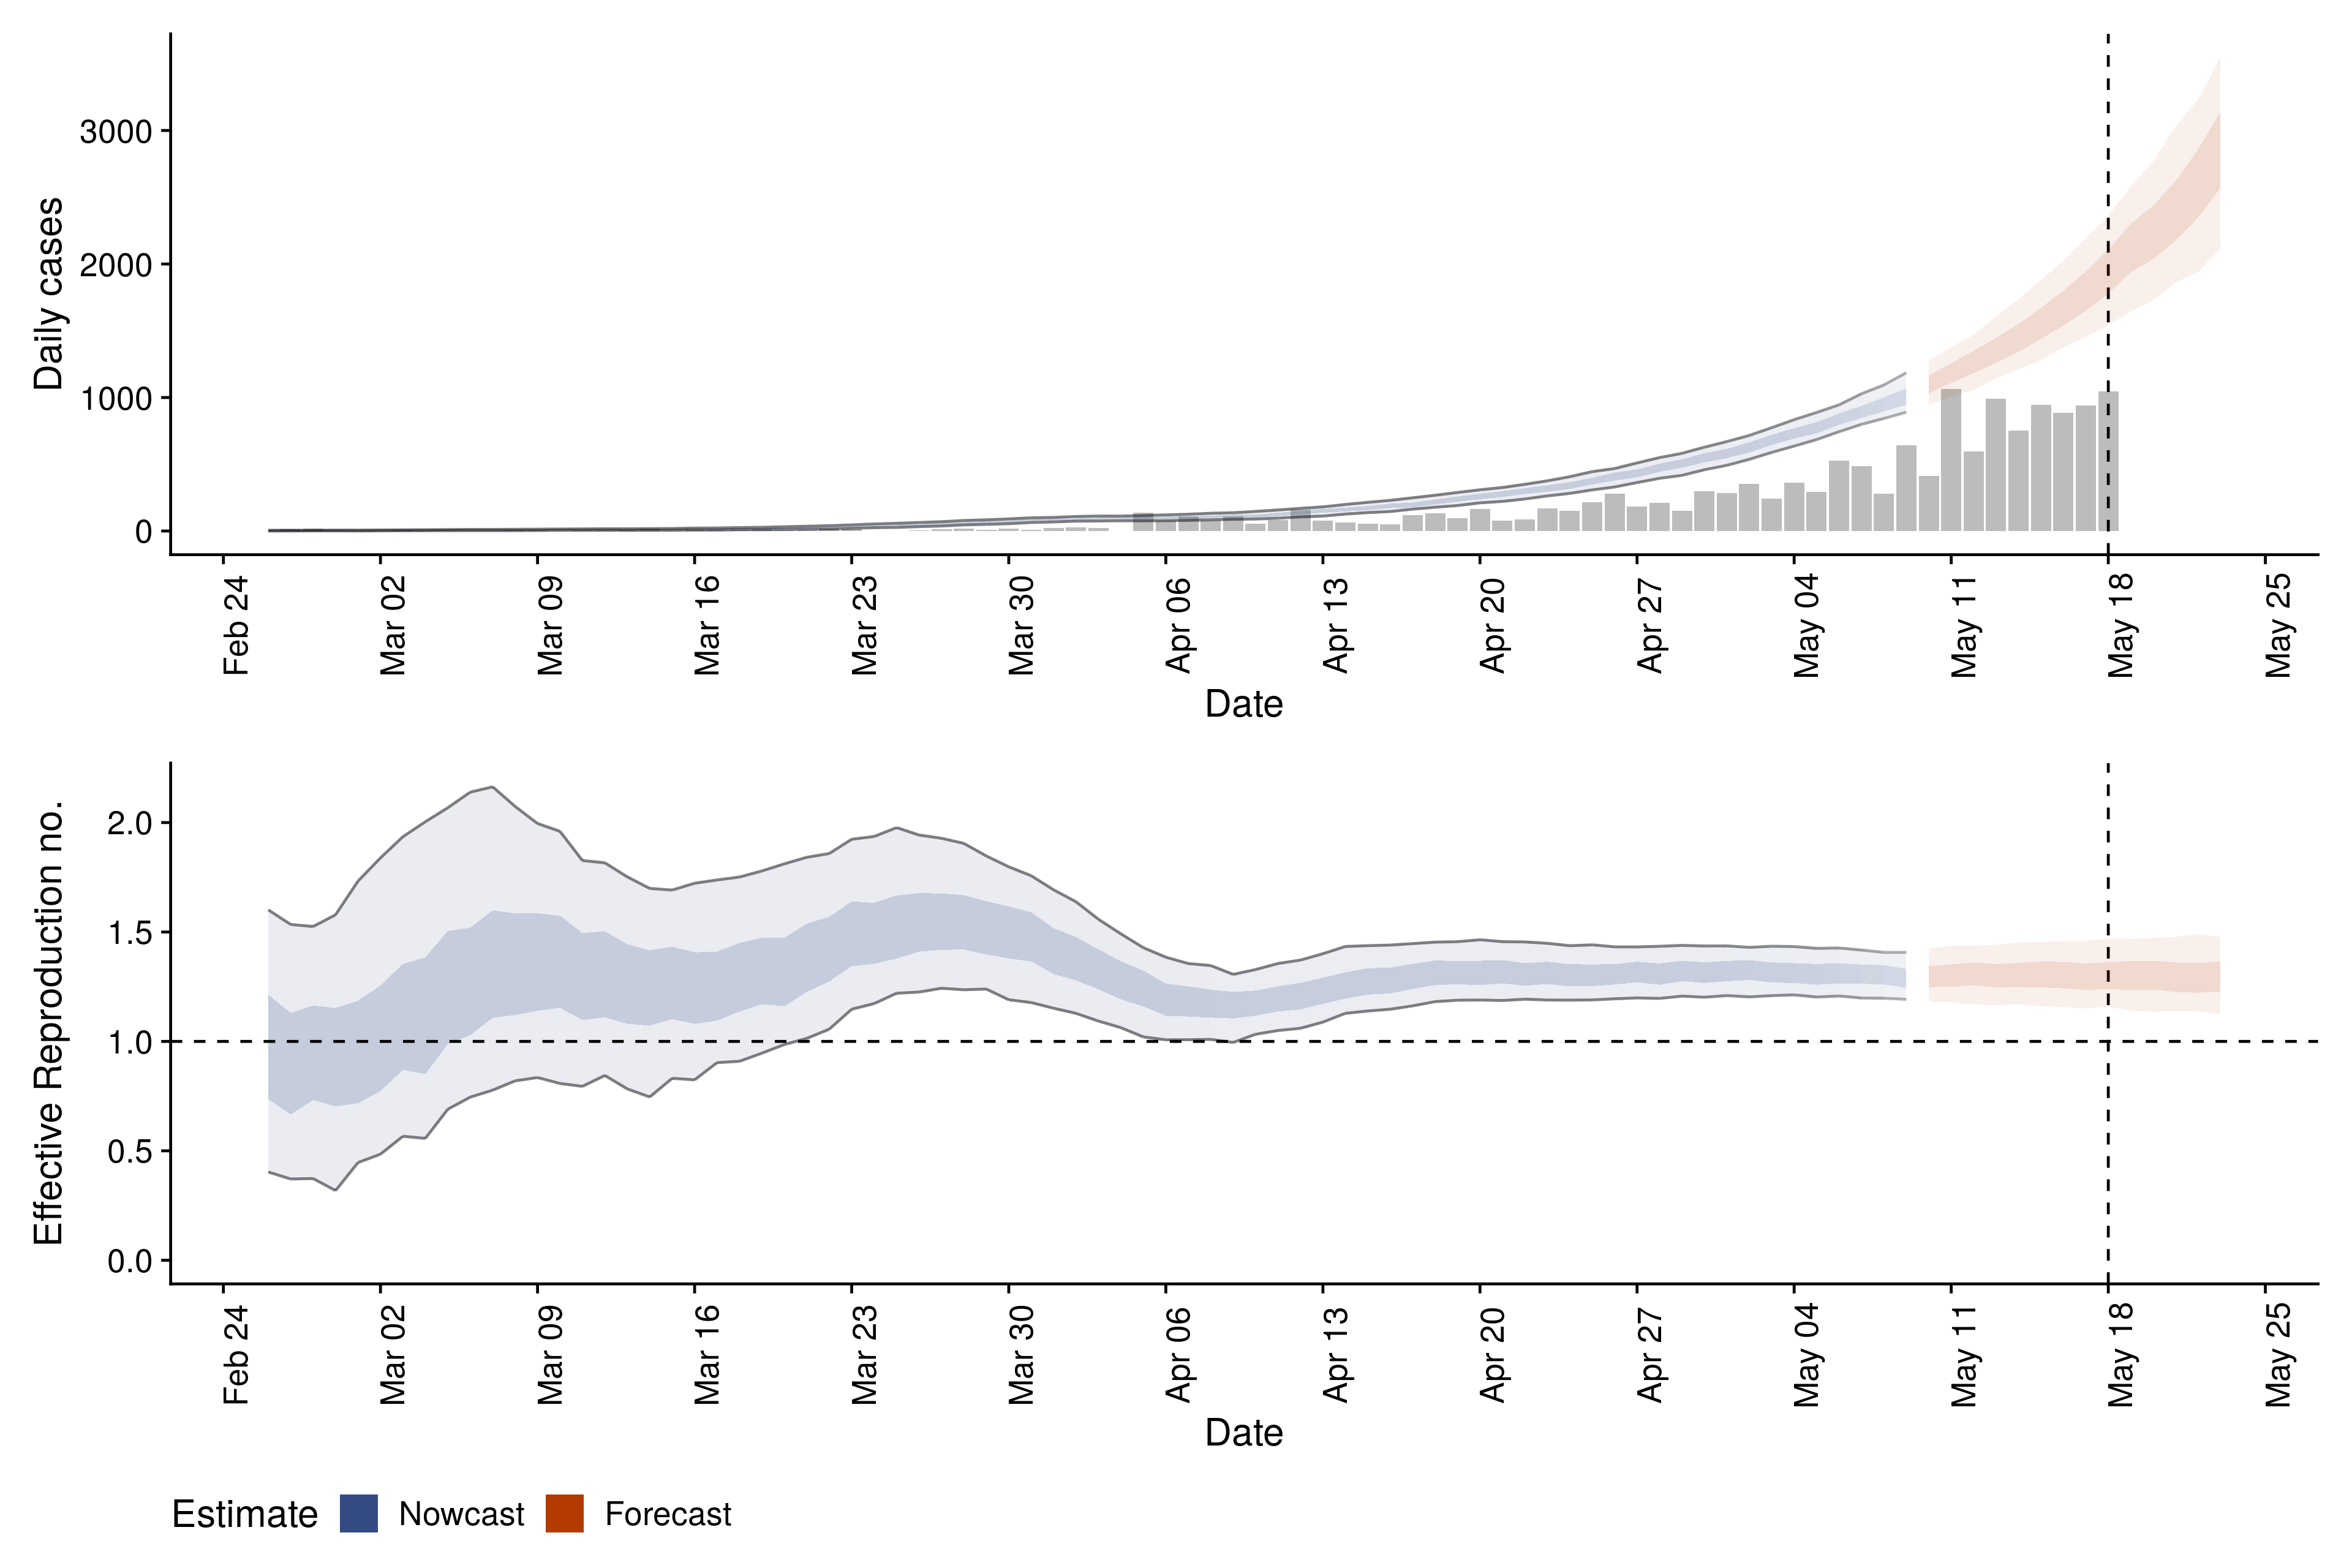 Daily cases
3000
2000
1000
0
Feb 24
Mar 02
Mar 09
Mar 16
Mar 23
Mar 30
Apr 06
Apr 13
Apr 20
Apr 27
May 04
May 11
May 18
May 25
Date
Effective Reproduction no.
2.0
1.5
1.0
0.5
0.0
Feb 24
Mar 02
Mar 09
Mar 16
Mar 23
Mar 30
Apr 06
Apr 13
Apr 20
Apr 27
May 04
May 11
May 18
May 25
Date
Estimate Nowcast Forecast